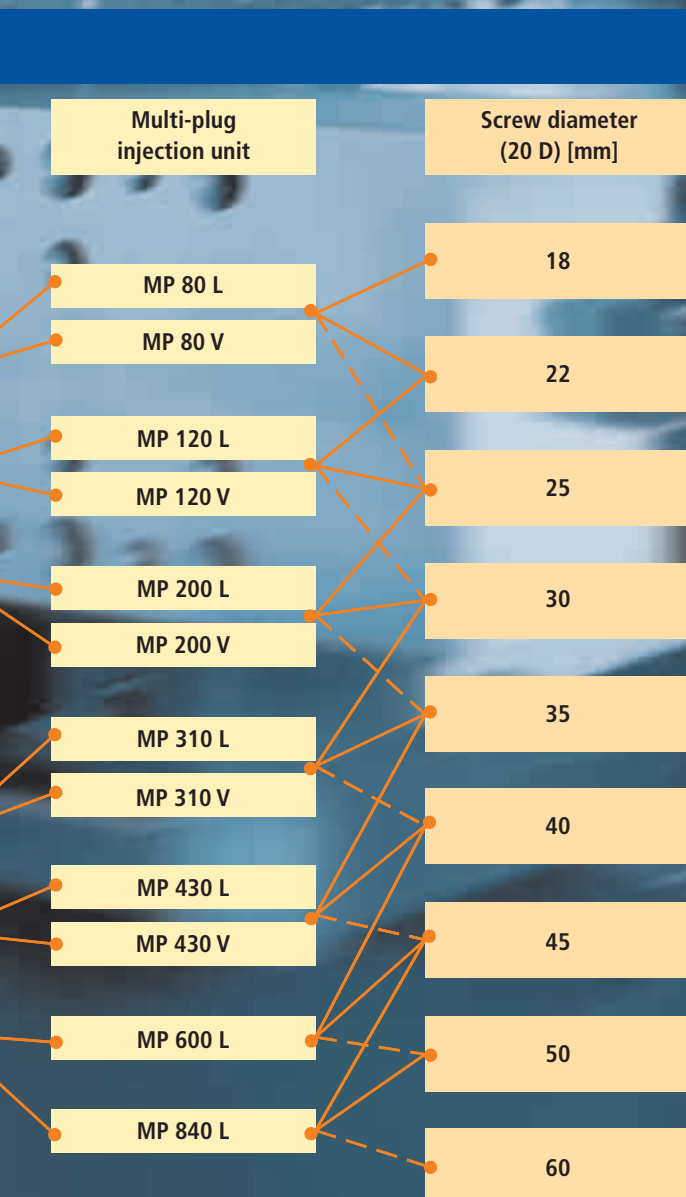 Multi-plug
injection unit
Screw diameter
(20 D) [mm]
MP 80 L
MP 80 V
MP 120 L
MP 120 V
MP 200 L
MP 200 V
MP 310 L
MP 310 V
MP 430 L
MP 430 V
MP 600 L
MP 840 L
18
22
25
30
35
40
45
50
60